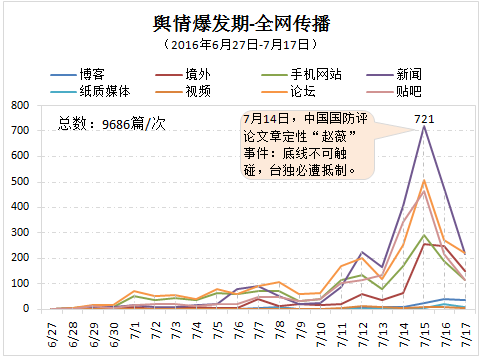 舆情爆发期-全网传播
（2016年6月27日-7月17日）
博客 境外 手机网站 新闻
纸质媒体 视频 论坛 贴吧
800
700
600
500
400
300
200
100
0
总数：9686篇/次
7月14日，中国国防评
论文章定性“赵薇”
事件：底线不可触
碰，台独必遭抵制。
721
6/27 6/28 6/29 6/30 7/1 7/2 7/3 7/4 7/5 7/6 7/7 7/8 7/9 7/10 7/11 7/12 7/13 7/14 7/15 7/16 7/17